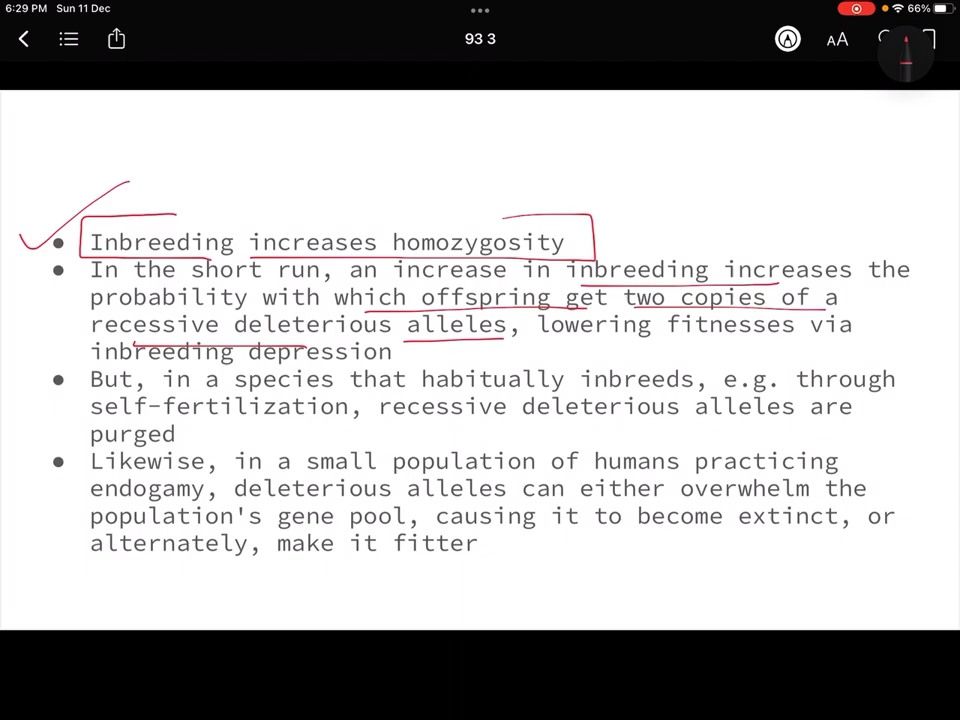 6:29 PM Sun 11 Dec
66%
93 3
AA
• Inbreeding increases homozygosity
• In the short run, an increase in inbreeding increases the
probability with which offspring get two copies of a
recessive deleterious alleles, lowering fitnesses via
inbreeding depression
• But, in a species that habitually inbreeds, e.g. through
self-fertilization, recessive deleterious alleles are
purged
• Likewise, in a small population of humans practicing
endogamy, deleterious alleles can either overwhelm the
population's gene pool, causing it to become extinct, or
alternately, make it fitter